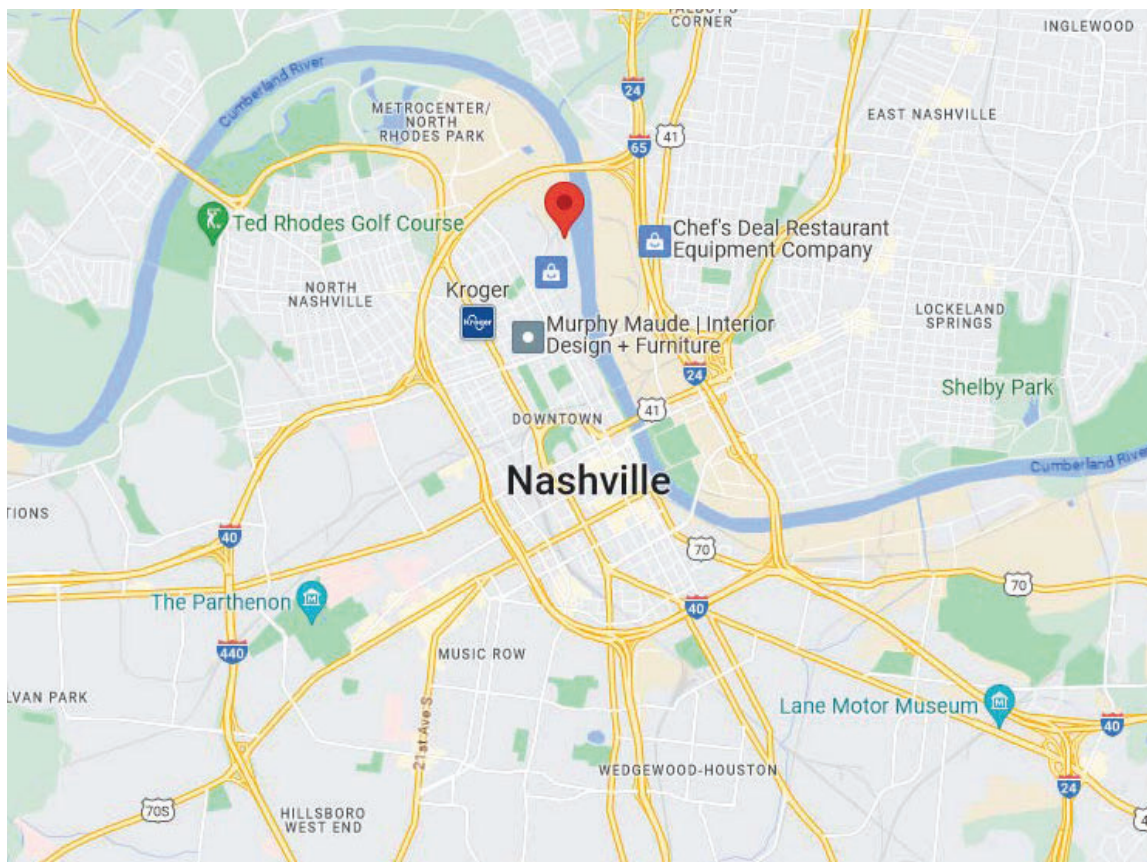 TALBOT'S
CORNER
INGLEWOOD
Cumberland River
METROCENTER/
NORTH
RHODES PARK
24
41
EAST NASHVILLE
65
Ted Rhodes Golf Course
Chef's Deal Restaurant
Equipment Company
NORTH
NASHVILLE
Kroger
Kroger
LOCKELAND
SPRINGS
Murphy Maude | Interior
Design + Furniture
24
Shelby Park
41
DOWNTOWN
Nashville
Cumberland River
TIONS
40
70
70
The Parthenon
40
440
MUSIC ROW
LVAN PARK
21st Ave S
Lane Motor Museum
40
WEDGEWOOD-HOUSTON
24
70S
HILLSBORO
WEST END
4